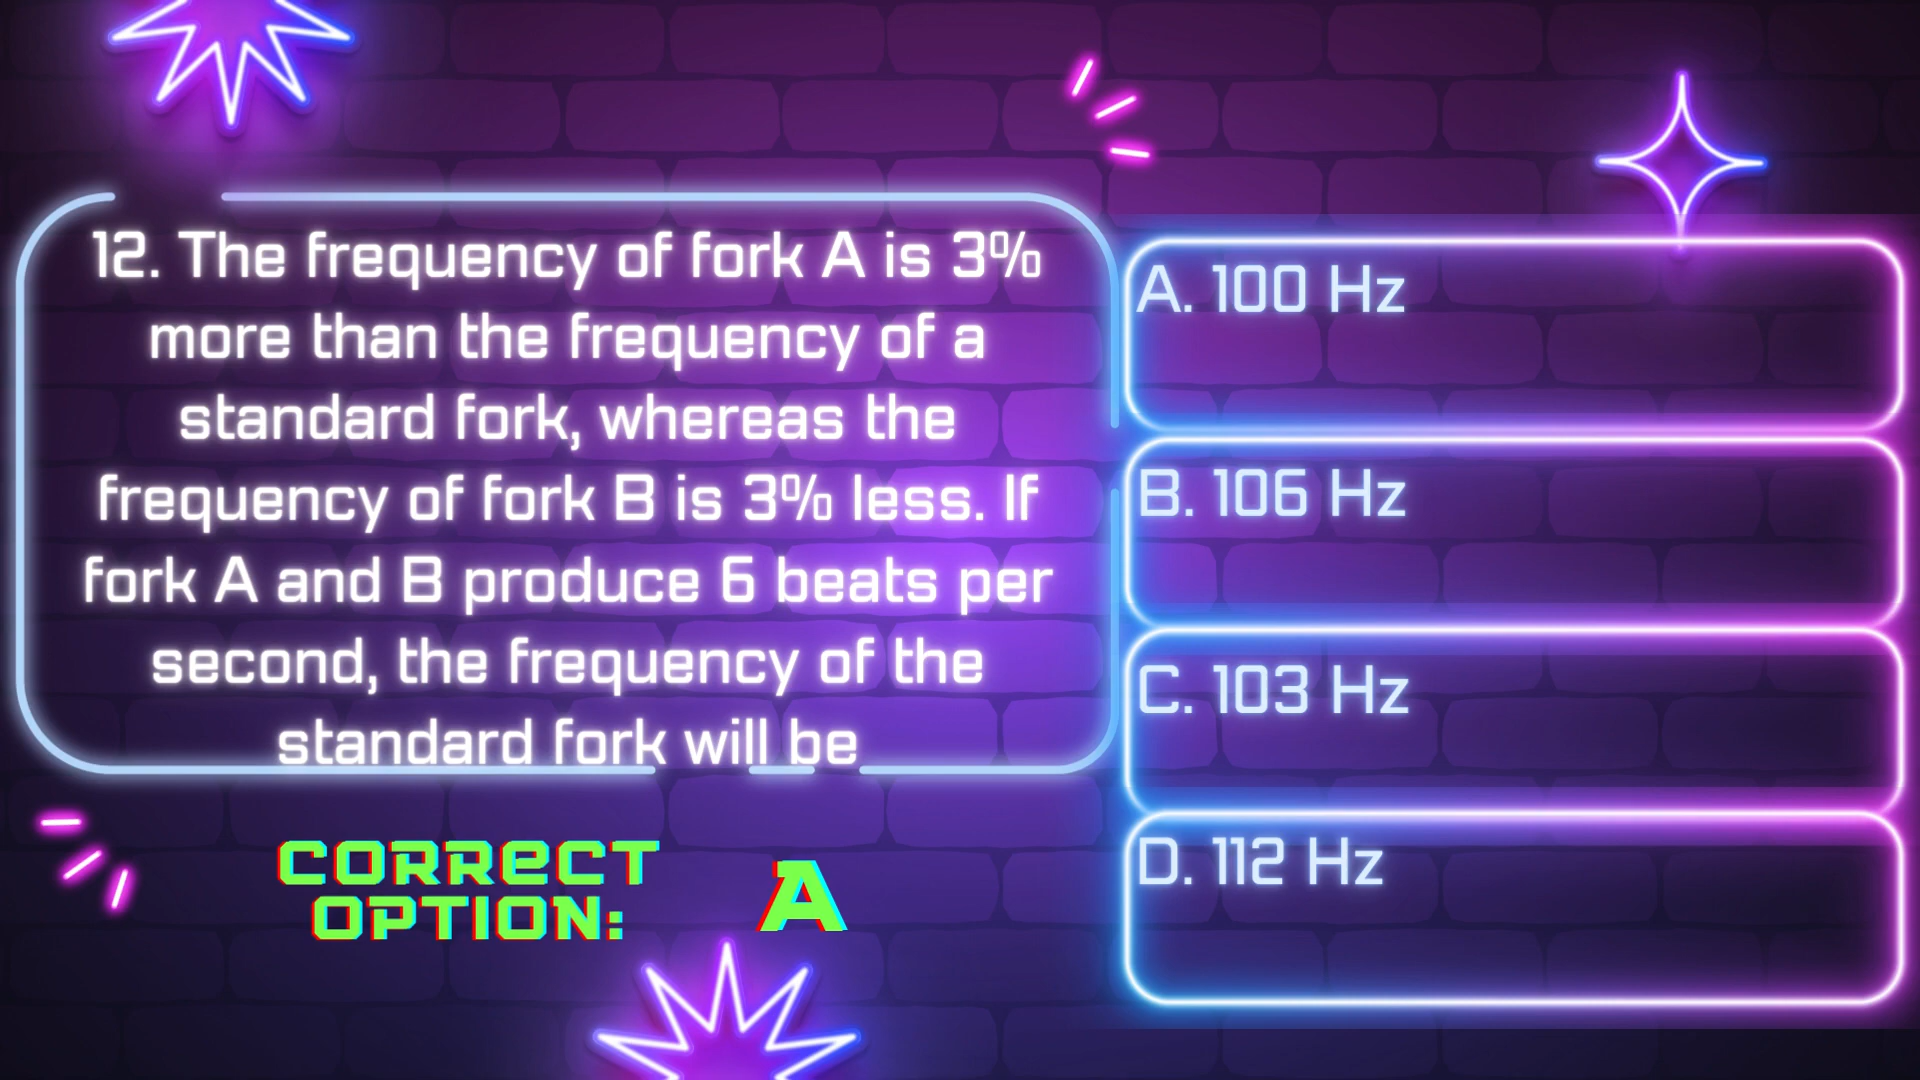 12. The frequency of fork A is 3%
more than the frequency of a
standard fork, whereas the
frequency of fork B is 3% less. If
fork A and B produce 6 beats per
second, the frequency of the
standard fork will be
A. 100 Hz
B. 106 Hz
C. 103 Hz
D. 112 Hz
CORRECT
OPTION:
A